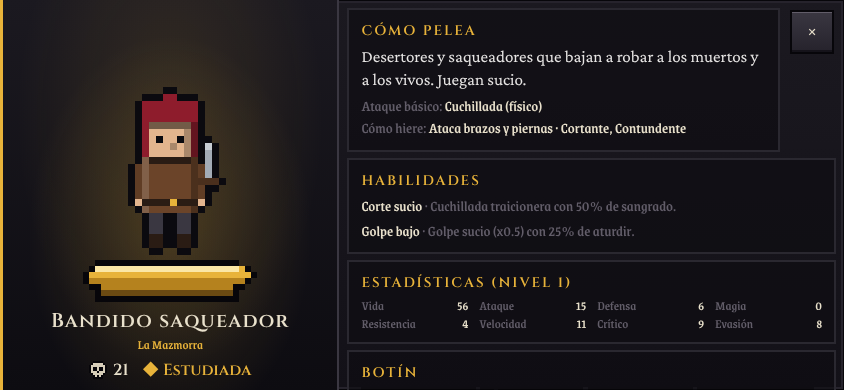 CÓMO PELEA
×
Desertores y saqueadores que bajan a robar a los muertos y
a los vivos. Juegan sucio.
Ataque básico: Cuchillada (físico)
Cómo hiere: Ataca brazos y piernas · Cortante, Contundente
HABILIDADES
Corte sucio · Cuchillada traicionera con 50% de sangrado.
Golpe bajo · Golpe sucio (x0.5) con 25% de aturdir.
ESTADÍSTICAS (NIVEL 1)
Vida 56 Ataque 15 Defensa 6 Magia 0
Resistencia 4 Velocidad 11 Crítico 9 Evasión 8
BOTÍN
BANDIDO SAQUEADOR
La Mazmorra
21 ESTUDIADA